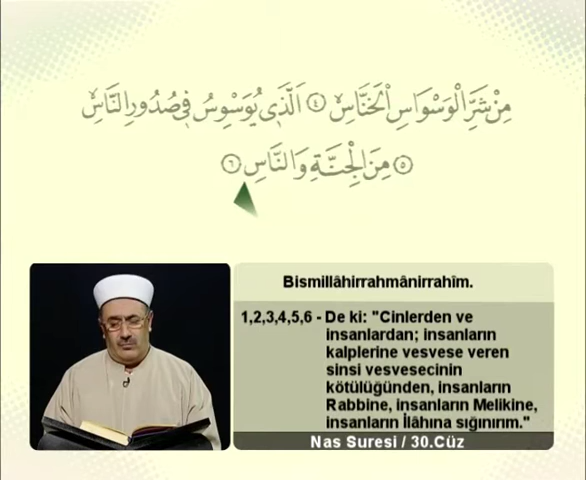 مِنْ شَرِّ الْوَسْوَاسِ الْخَنَّاسِ ﴿٤﴾ اَلَّذ۪ي يُوَسْوِسُ ف۪ي صُدُورِ النَّاسِ
﴿٥﴾ مِنَ الْجِنَّةِ وَالنَّاسِ ﴿٦﴾
Bismillâhirrahmânirrahîm.
1,2,3,4,5,6 - De ki: "Cinlerden ve
insanlardan; insanların
kalplerine vesvese veren
sinsi vesvesecinin
kötülüğünden, insanların
Rabbine, insanların Melikine,
insanların İlâhına sığınırım."
Nas Suresi / 30.Cüz